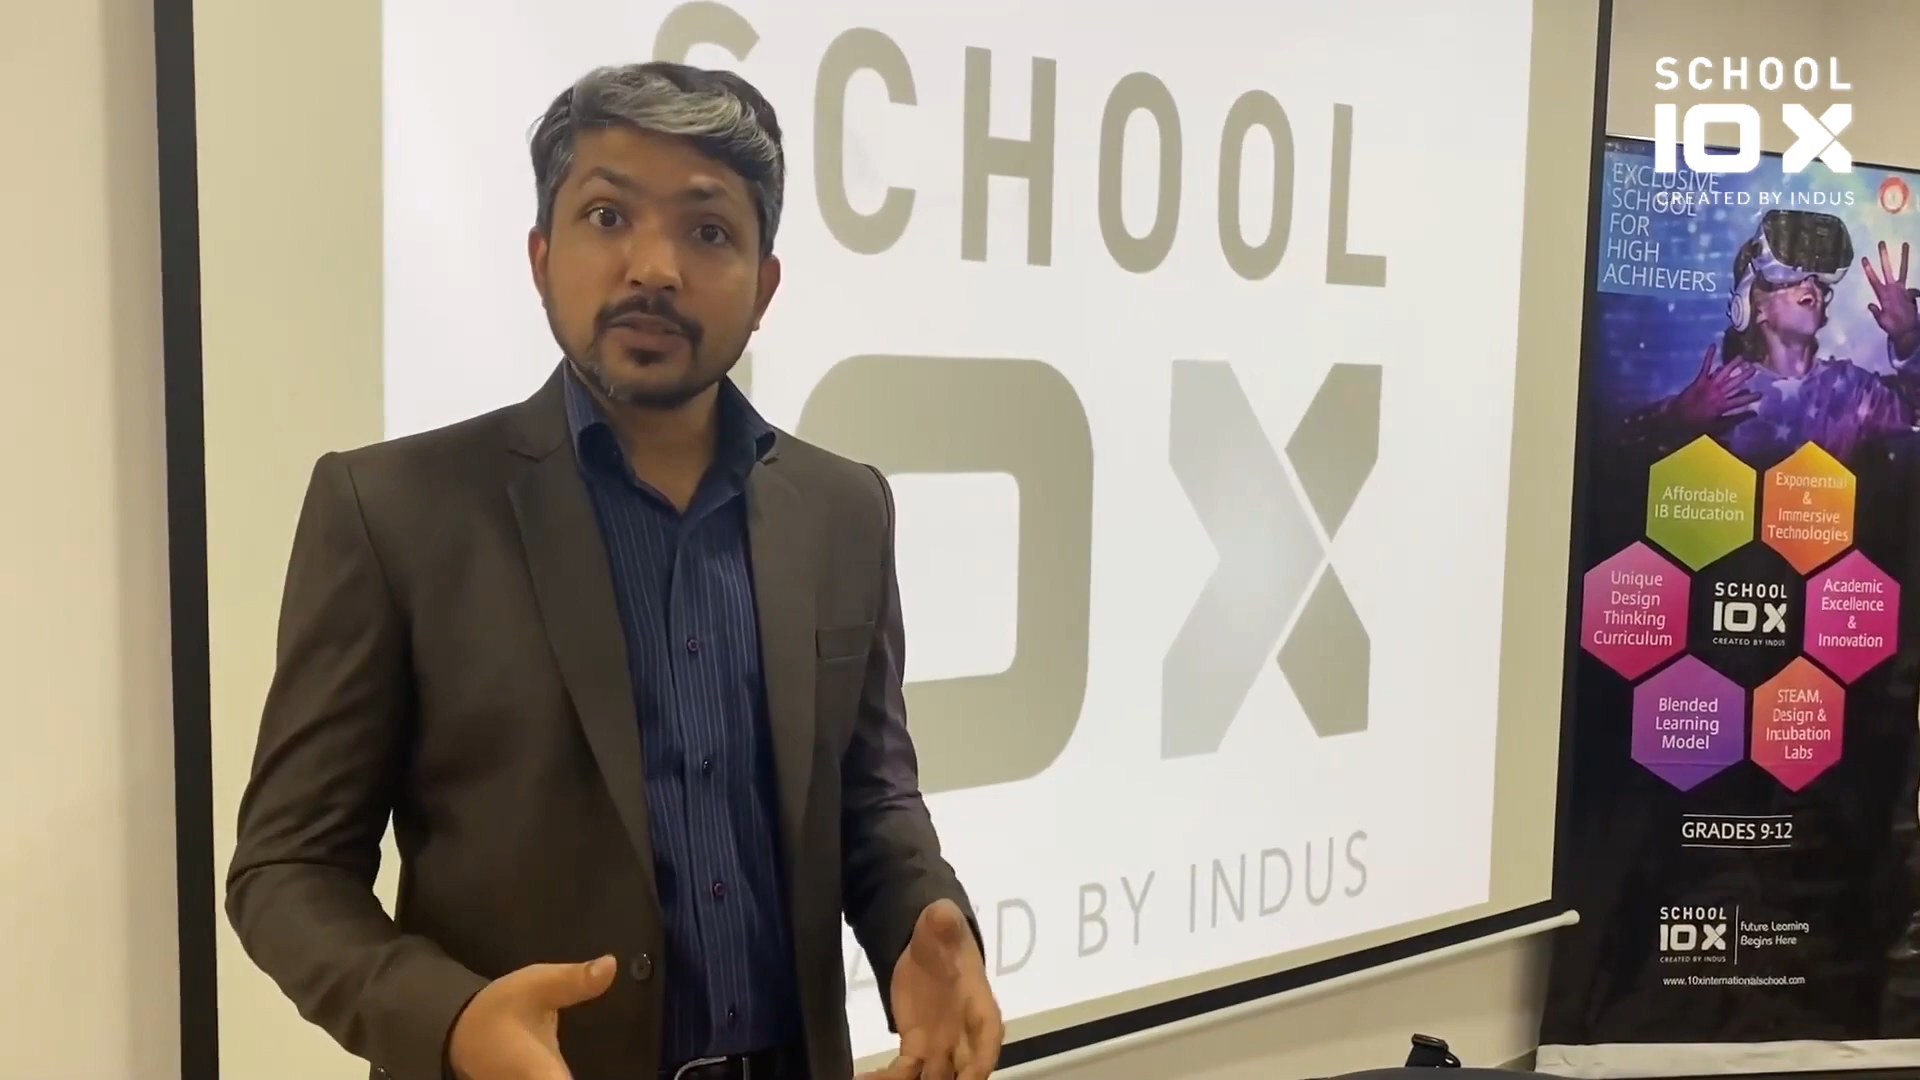 SCHOOL
10X
BY INDUS
SCHOOL
10X
CREATED BY INDUS
EXCLUSIVE
SCHOOL
FOR
HIGH
ACHIEVERS
Affordable
IB Education
Exponential
&
Immersive
Technologies
Unique
Design
Thinking
Curriculum
SCHOOL
10X
CREATED BY INDUS
Academic
Excellence
&
Innovation
Blended
Learning
Model
STEAM,
Design &
Incubation
Labs
GRADES 9-12
SCHOOL
10X
CREATED BY INDUS
Future Learning
Begins Here
www.10xinternationalschool.com